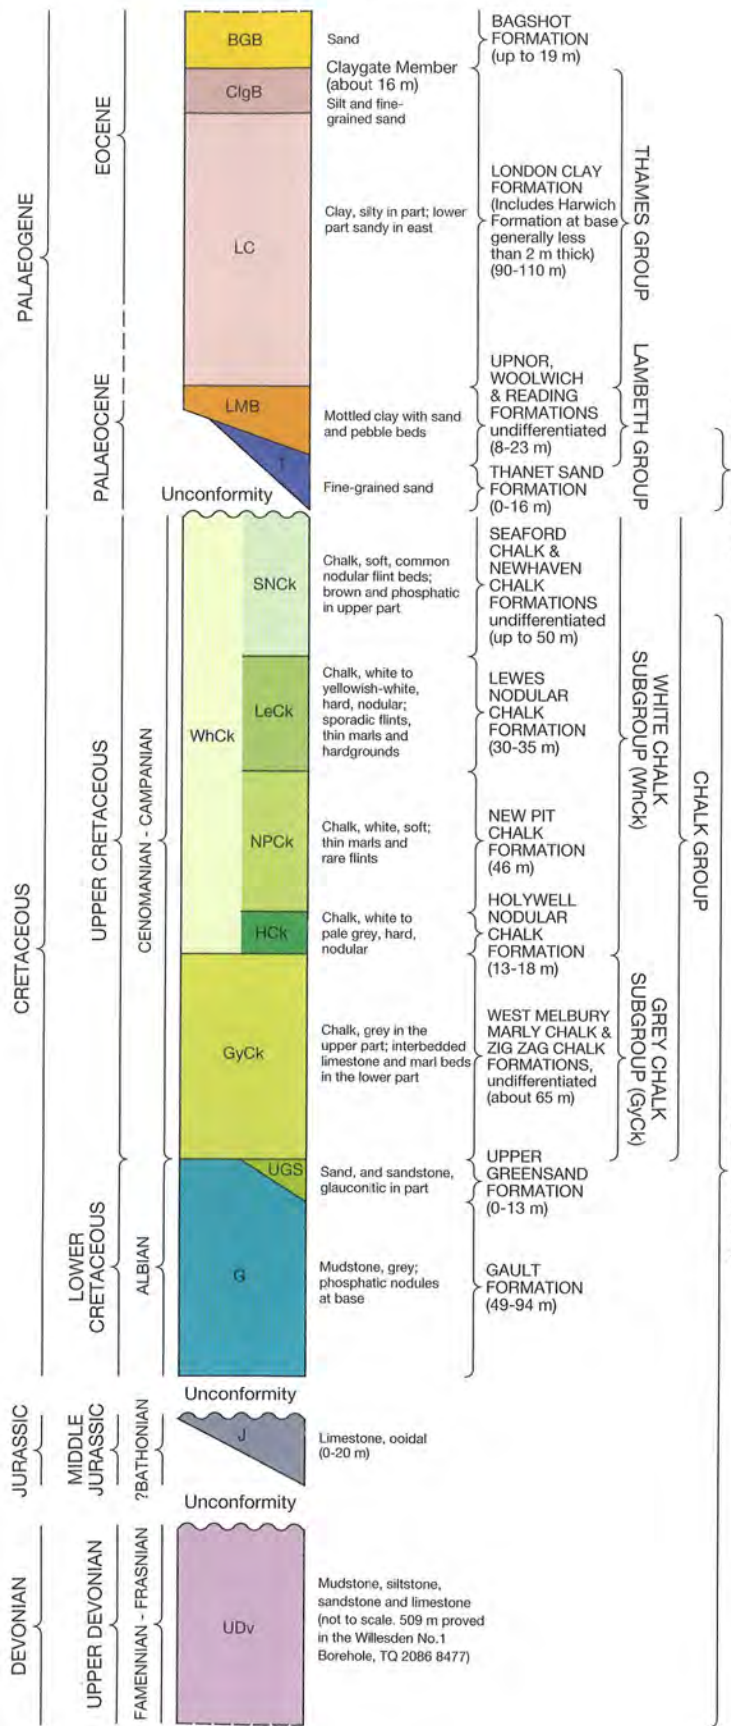 BGB
Sand
BAGSHOT
FORMATION
(up to 19 m)
ClgB
Claygate Member
(about 16 m)
Silt and fine-
grained sand
PALAEOGENE
EOCENE
LC
Clay, silty in part; lower
part sandy in east
LONDON CLAY
FORMATION
(Includes Harwich
Formation at base
generally less
than 2 m thick)
(90-110 m)
THAMES GROUP
PALAEOCENE
LMB
Mottled clay with sand
and pebble beds
UPNOR,
WOOLWICH
& READING
FORMATIONS
undifferentiated
(8-23 m)
LAMBETH GROUP
T
Fine-grained sand
THANET SAND
FORMATION
(0-16 m)
Unconformity
CRETACEOUS
UPPER CRETACEOUS
CENOMANIAN - CAMPANIAN
WhCk
SNCk
Chalk, soft, common
nodular flint beds;
brown and phosphatic
in upper part
SEAFORD
CHALK &
NEWHAVEN
CHALK
FORMATIONS
undifferentiated
(up to 50 m)
LeCk
Chalk, white to
yellowish-white,
hard, nodular;
sporadic flints,
thin marls and
hardgrounds
LEWES
NODULAR
CHALK
FORMATION
(30-35 m)
WHITE CHALK
SUBGROUP (WhCk)
CHALK GROUP
NPCk
Chalk, white, soft;
thin marls and
rare flints
NEW PIT
CHALK
FORMATION
(46 m)
HCk
Chalk, white to
pale grey, hard,
nodular
HOLYWELL
NODULAR
CHALK
FORMATION
(13-18 m)
GyCk
Chalk, grey in the
upper part; interbedded
limestone and marl beds
in the lower part
WEST MELBURY
MARLY CHALK &
ZIG ZAG CHALK
FORMATIONS,
undifferentiated
(about 65 m)
GREY CHALK
SUBGROUP (GyCk)
LOWER
CRETACEOUS
ALBIAN
UGS
Sand, and sandstone,
glauconitic in part
UPPER
GREENSAND
FORMATION
(0-13 m)
G
Mudstone, grey;
phosphatic nodules
at base
GAULT
FORMATION
(49-94 m)
Unconformity
JURASSIC
MIDDLE
JURASSIC
?BATHONIAN
J
Limestone, ooidal
(0-20 m)
Unconformity
DEVONIAN
UPPER DEVONIAN
FAMENNIAN - FRASNIAN
UDv
Mudstone, siltstone,
sandstone and limestone
(not to scale. 509 m proved
in the Willesden No.1
Borehole, TQ 2086 8477)